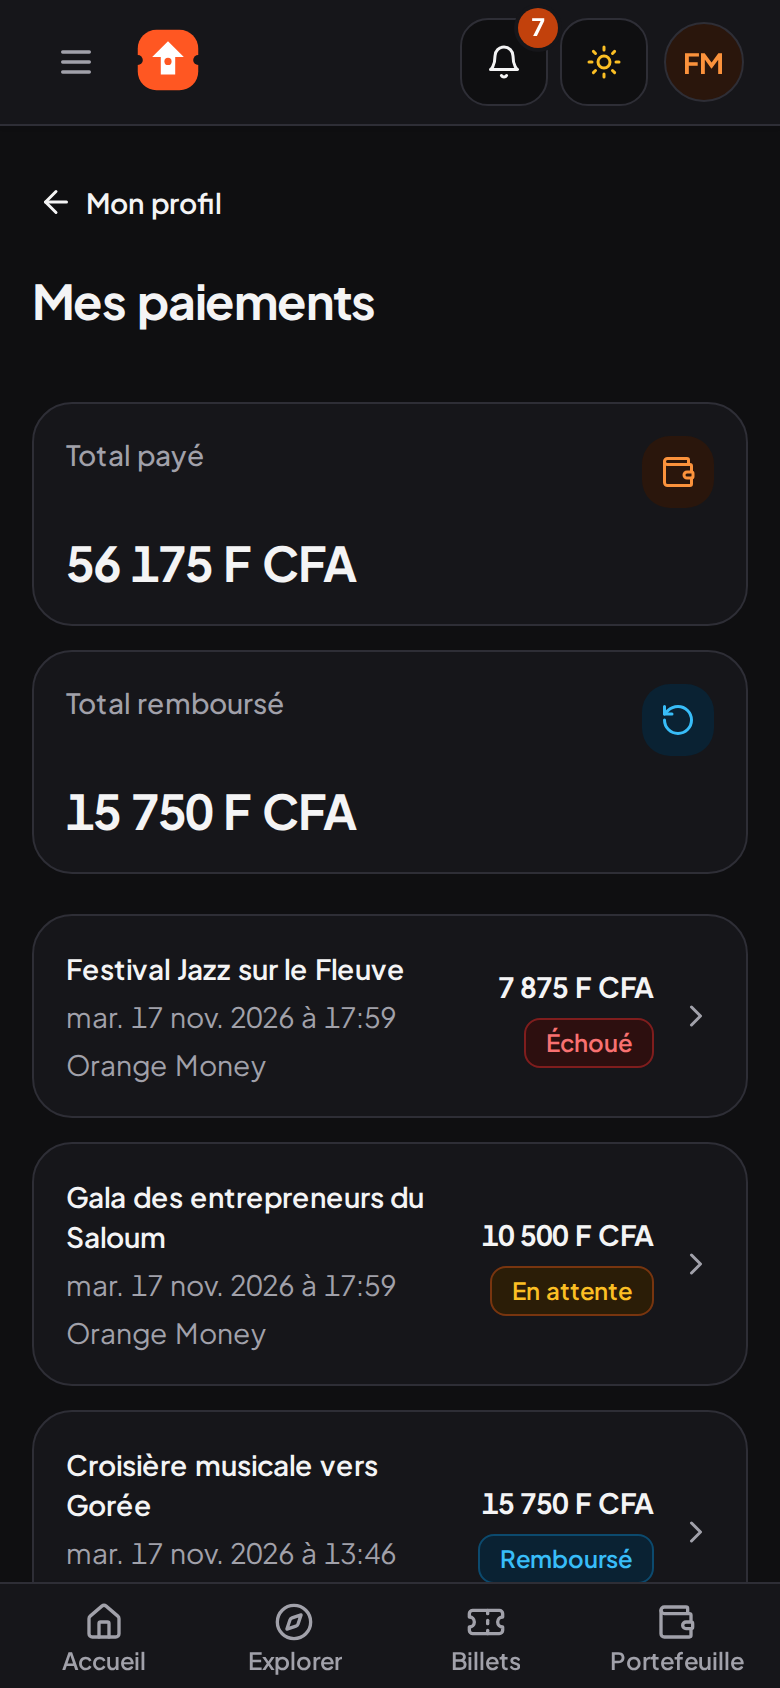 7
FM
Mon profil
Mes paiements
Total payé
56 175 F CFA
Total remboursé
15 750 F CFA
Festival Jazz sur le Fleuve
mar. 17 nov. 2026 à 17:59
Orange Money
7 875 F CFA
Échoué
Gala des entrepreneurs du
Saloum
mar. 17 nov. 2026 à 17:59
Orange Money
10 500 F CFA
En attente
Croisière musicale vers
Gorée
mar. 17 nov. 2026 à 13:46
15 750 F CFA
Remboursé
Accueil
Explorer
Billets
Portefeuille